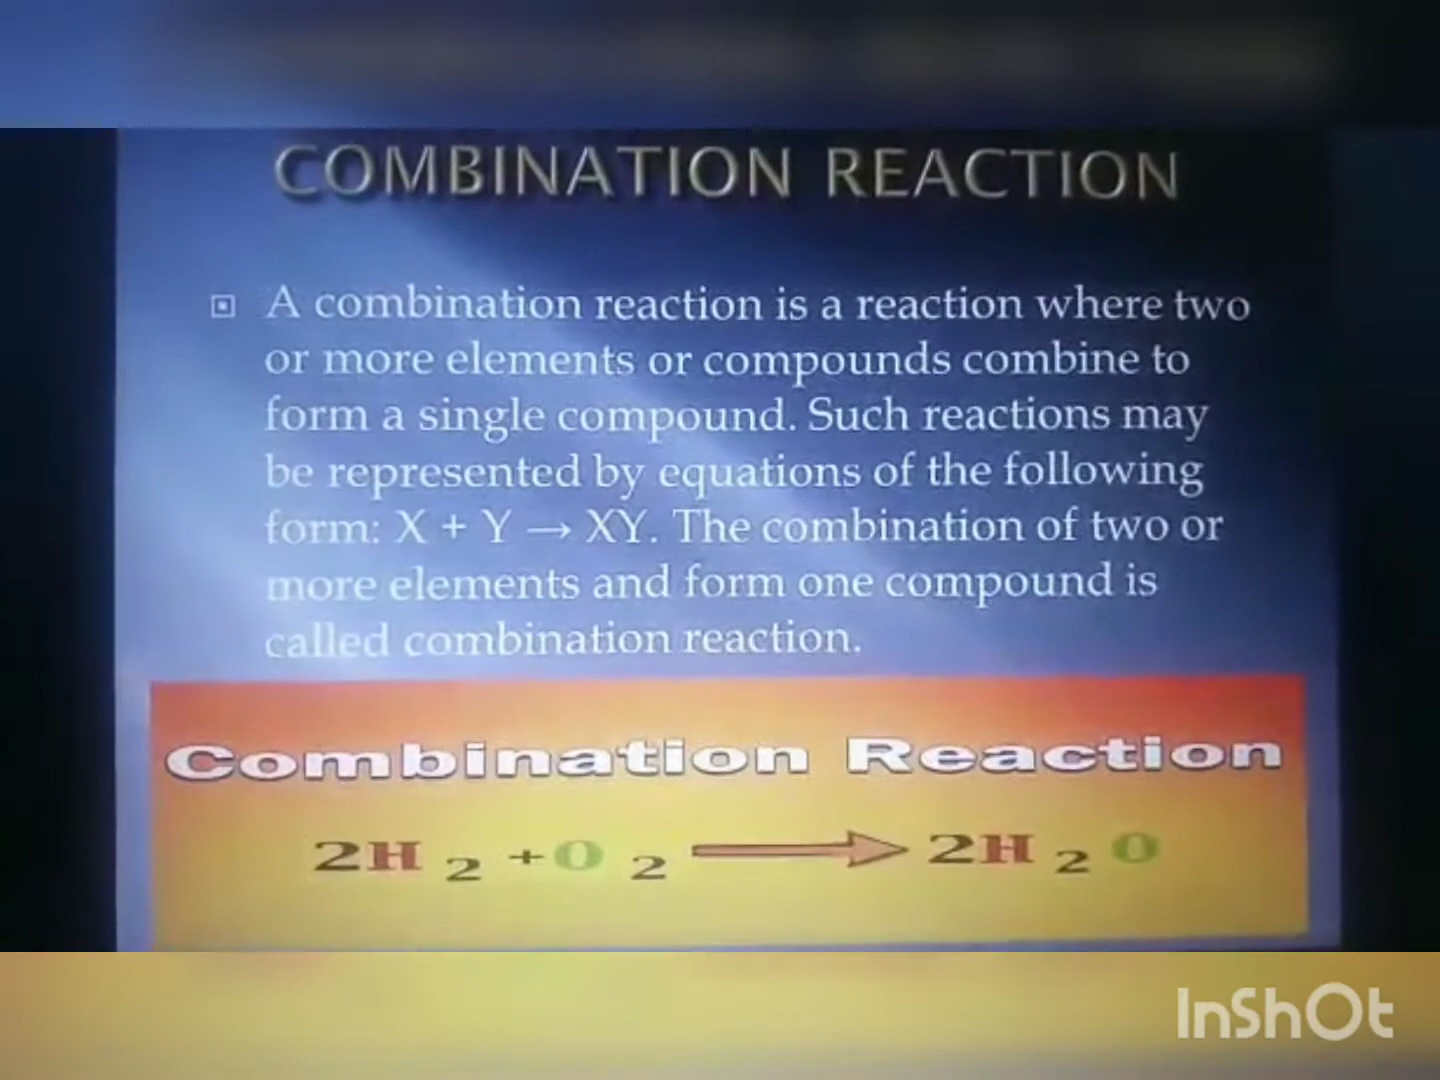 COMBINATION REACTION
A combination reaction is a reaction where two
or more elements or compounds combine to
form a single compound. Such reactions may
be represented by equations of the following
form: X + Y → XY. The combination of two or
more elements and form one compound is
called combination reaction.
Combination Reaction
2H 2 +O 2 → 2H 2 O
InShOt